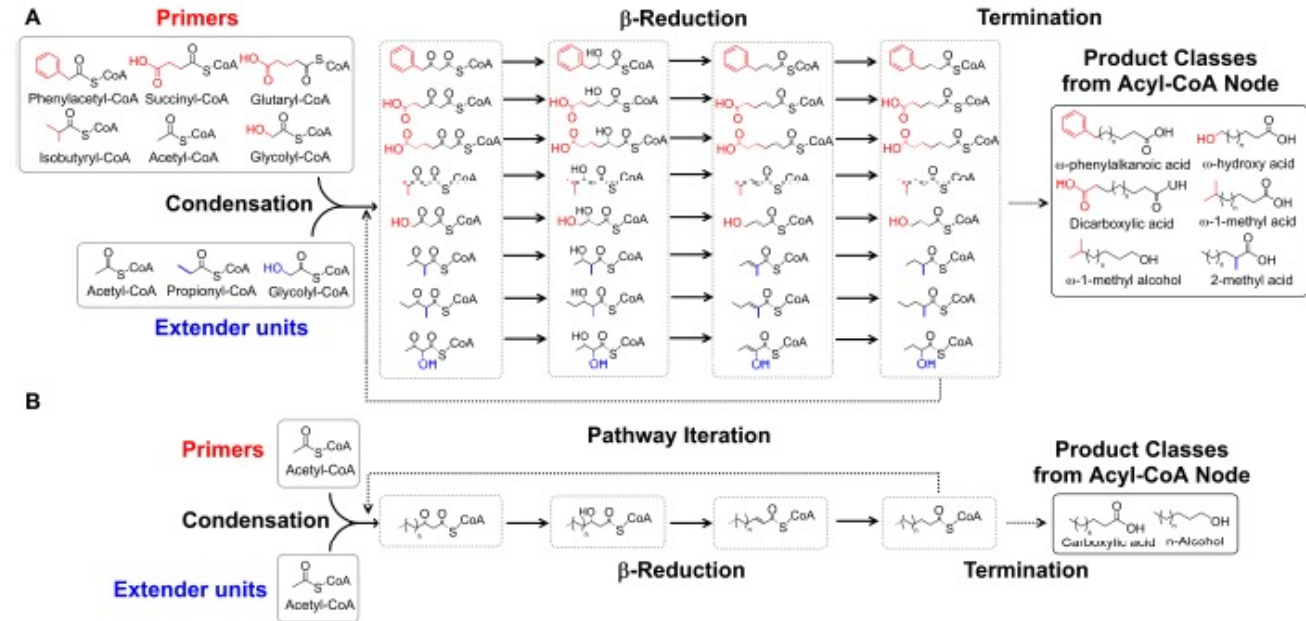 A
Primers
β-Reduction
Termination
Product Classes
from Acyl-CoA Node
Phenylacetyl-CoA Succinyl-CoA Glutaryl-CoA
Isobutyryl-CoA Acetyl-CoA Glycolyl-CoA
Condensation
Acetyl-CoA Propionyl-CoA Glycolyl-CoA
Extender units
ω-phenylalkanoic acid ω-hydroxy acid
Dicarboxylic acid ω-1-methyl acid
ω-1-methyl alcohol 2-methyl acid
B
Primers
Acetyl-CoA
Pathway Iteration
Product Classes
from Acyl-CoA Node
Condensation
Carboxylic acid n-Alcohol
β-Reduction
Termination
Extender units
Acetyl-CoA